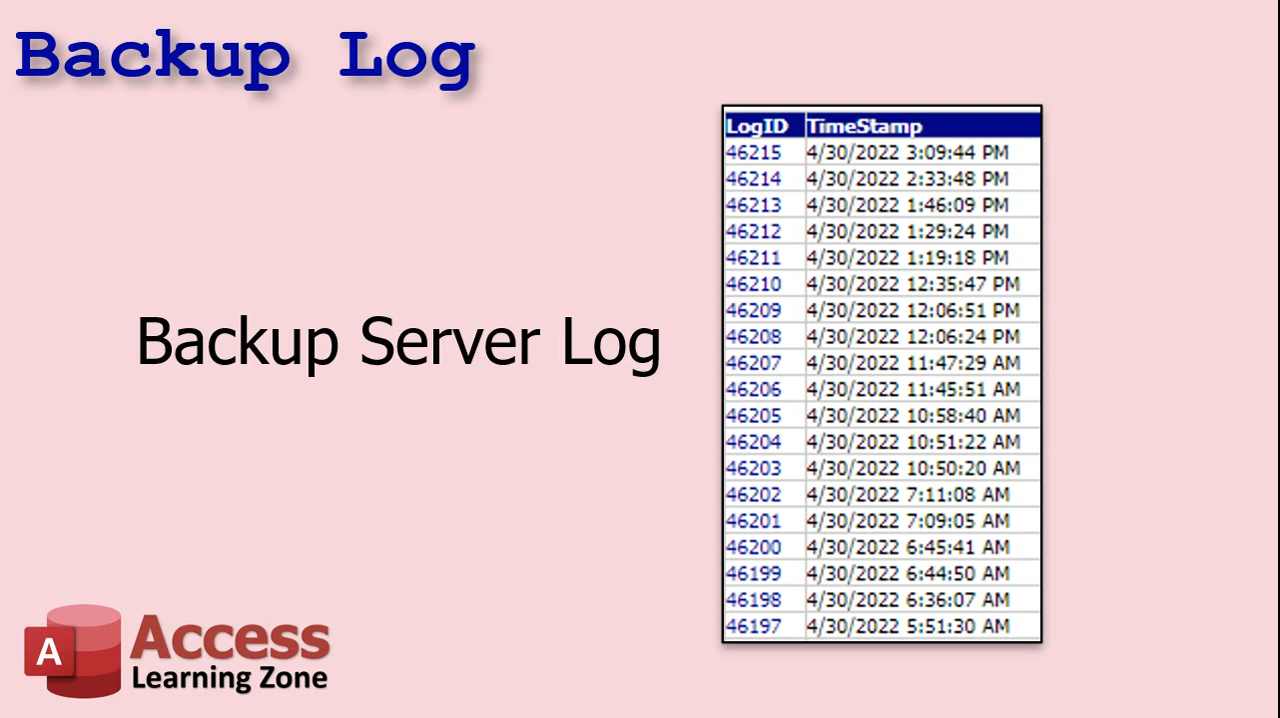 Backup Log
Backup Server Log
LogID TimeStamp
46215 4/30/2022 3:09:44 PM
46214 4/30/2022 2:33:48 PM
46213 4/30/2022 1:46:09 PM
46212 4/30/2022 1:29:24 PM
46211 4/30/2022 1:19:18 PM
46210 4/30/2022 12:35:47 PM
46209 4/30/2022 12:06:51 PM
46208 4/30/2022 12:06:24 PM
46207 4/30/2022 11:47:29 AM
46206 4/30/2022 11:45:51 AM
46205 4/30/2022 10:58:40 AM
46204 4/30/2022 10:51:22 AM
46203 4/30/2022 10:50:20 AM
46202 4/30/2022 7:11:08 AM
46201 4/30/2022 7:09:05 AM
46200 4/30/2022 6:45:41 AM
46199 4/30/2022 6:44:50 AM
46198 4/30/2022 6:36:07 AM
46197 4/30/2022 5:51:30 AM
A
Access
Learning Zone